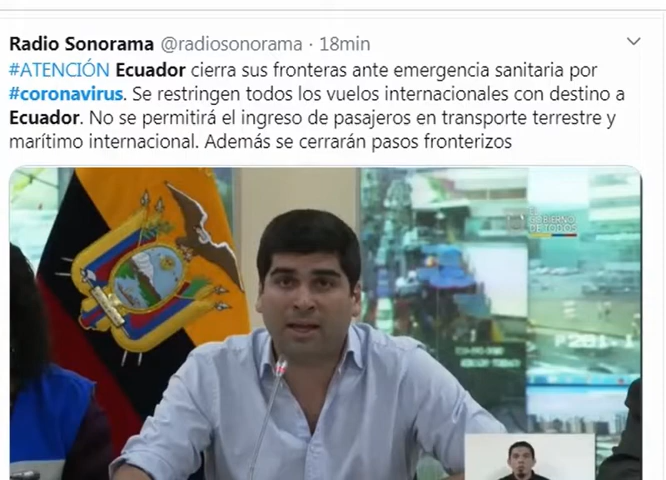 Radio Sonorama @radiosonorama · 18min
#ATENCIÓN Ecuador cierra sus fronteras ante emergencia sanitaria por
#coronavirus. Se restringen todos los vuelos internacionales con destino a
Ecuador. No se permitirá el ingreso de pasajeros en transporte terrestre y
marítimo internacional. Además se cerrarán pasos fronterizos
EL
GOBIERNO
DE TODOS